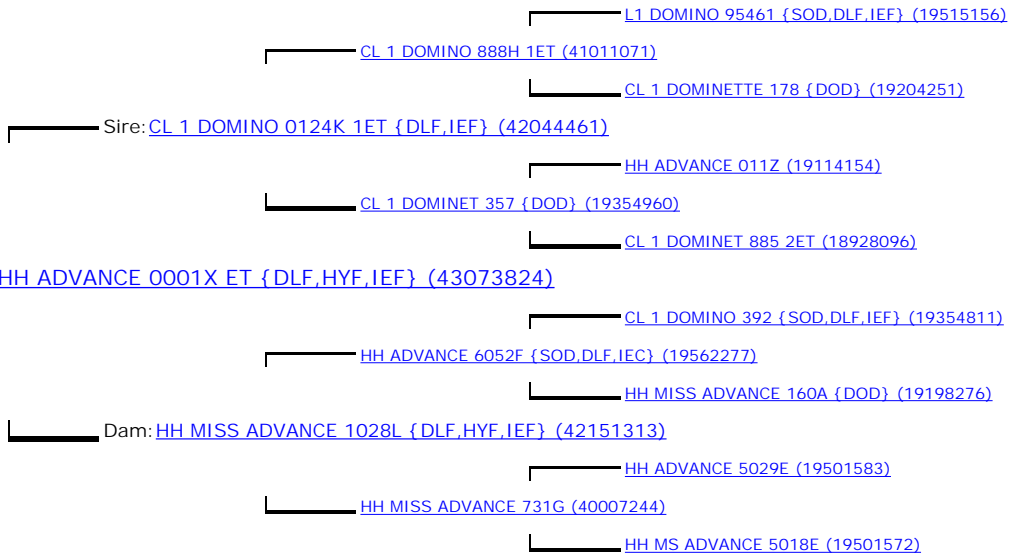 L1 DOMINO 95461 {SOD,DLF,IEF} (19515156)
CL 1 DOMINO 888H 1ET (41011071)
CL 1 DOMINETTE 178 {DOD} (19204251)
Sire: CL 1 DOMINO 0124K 1ET {DLF,IEF} (42044461)
HH ADVANCE 011Z (19114154)
CL 1 DOMINET 357 {DOD} (19354960)
CL 1 DOMINET 885 2ET (18928096)
HH ADVANCE 0001X ET {DLF,HYF,IEF} (43073824)
CL 1 DOMINO 392 {SOD,DLF,IEF} (19354811)
HH ADVANCE 6052F {SOD,DLF,IEC} (19562277)
HH MISS ADVANCE 160A {DOD} (19198276)
Dam: HH MISS ADVANCE 1028L {DLF,HYF,IEF} (42151313)
HH ADVANCE 5029E (19501583)
HH MISS ADVANCE 731G (40007244)
HH MS ADVANCE 5018E (19501572)